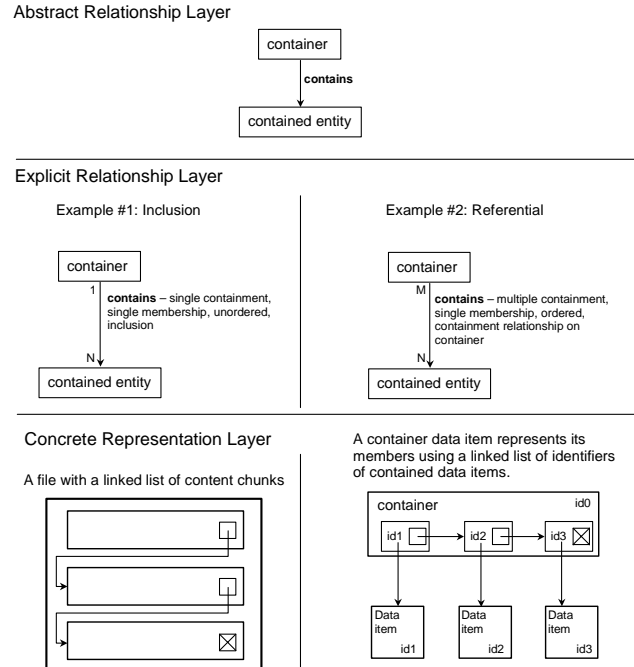 Abstract Relationship Layer
container
contains
contained entity
Explicit Relationship Layer
Example #1: Inclusion
container
1
contains – single containment,
single membership, unordered,
inclusion
N
contained entity
Example #2: Referential
container
M
contains – multiple containment,
single membership, ordered,
containment relationship on
container
N
contained entity
Concrete Representation Layer
A file with a linked list of content chunks
A container data item represents its
members using a linked list of identifiers
of contained data items.
container
id0
id1
id2
id3
Data
item
id1
Data
item
id2
Data
item
id3